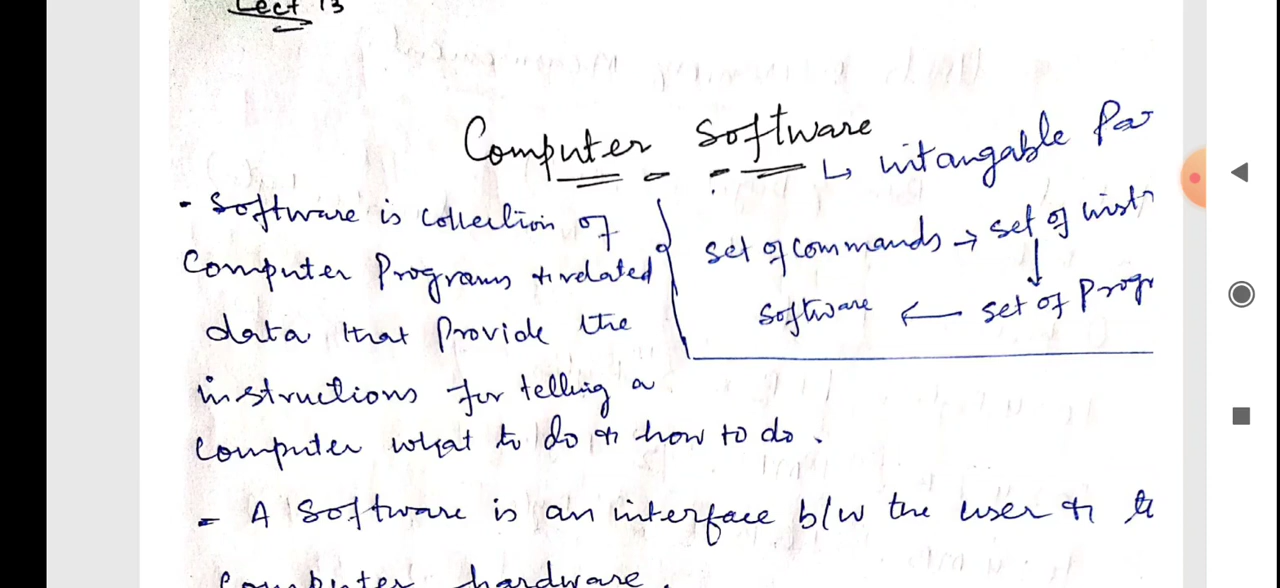 Lect 13
Computer Software
↳ intangable Par
- Software is collection of
Computer Programs & related
data that provide the
instructions for telling a
computer what to do & how to do.
set of commands → set of instr
↓
software ← set of Progr
- A Software is an interface b/w the user & t
Computer hardware.